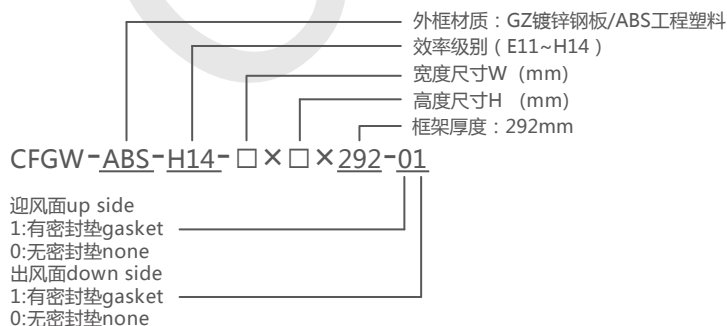 外框材质：GZ镀锌钢板/ABS工程塑料
效率级别（E11~H14）
宽度尺寸W (mm)
高度尺寸H (mm)
框架厚度：292mm
CFGW-ABS-H14-□×□×292-01
迎风面up side
1:有密封垫gasket
0:无密封垫none
出风面down side
1:有密封垫gasket
0:无密封垫none